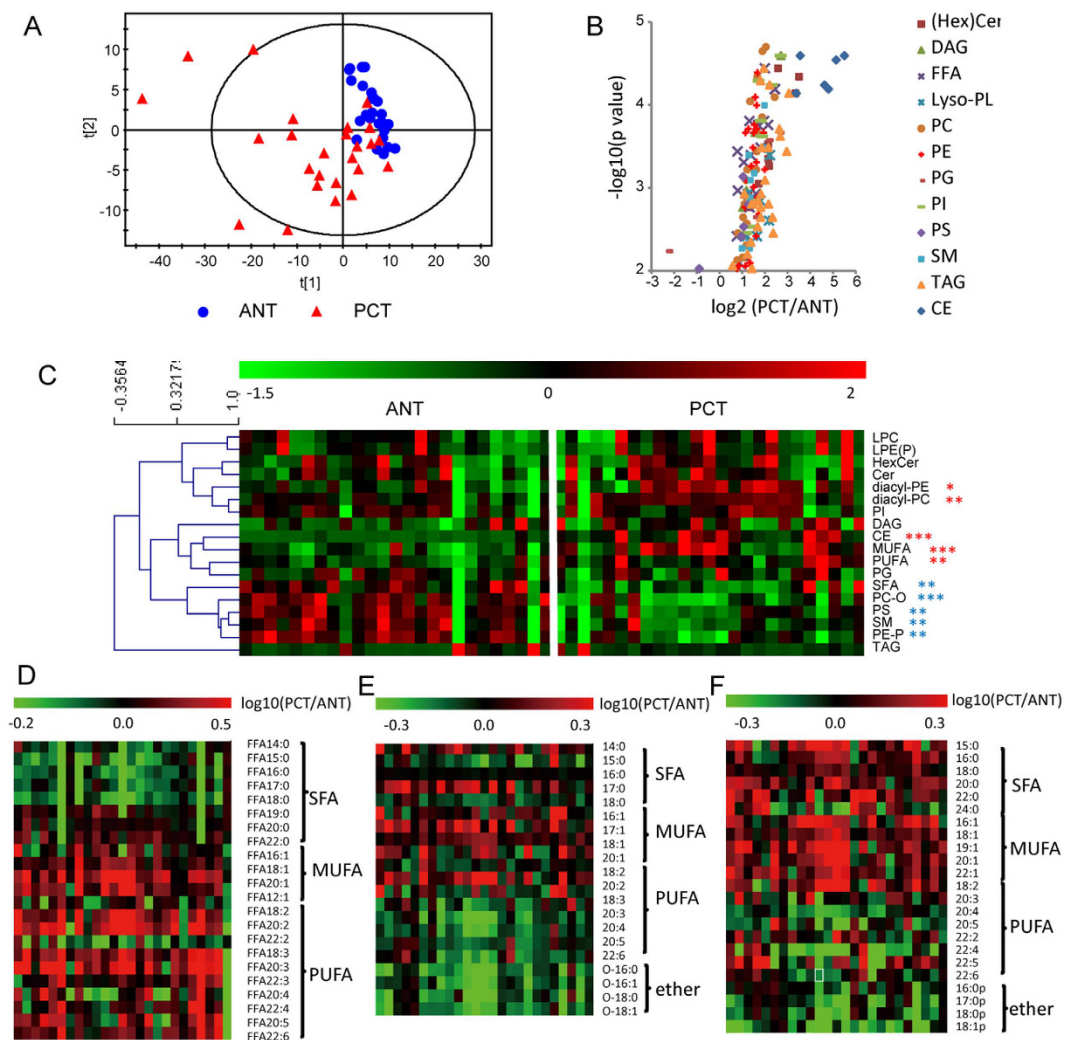 A
t[2]
10
5
0
-5
-10
-40 -30 -20 -10 0 10 20 30
t[1]
ANT PCT
B
-log10(p value)
5
4
3
2
-3 -2 -1 0 1 2 3 4 5 6
log2 (PCT/ANT)
(Hex)Cer
DAG
FFA
Lyso-PL
PC
PE
PG
PI
PS
SM
TAG
CE
C
-0.3564
0.3217
1.0
-1.5 0 2
ANT PCT
LPC
LPE(P)
HexCer
Cer
diacyl-PE *
diacyl-PC **
PI
DAG
CE ***
MUFA ***
PUFA **
PG
SFA **
PC-O ***
PS **
SM **
PE-P **
TAG
D
log10(PCT/ANT)
-0.2 0.0 0.5
FFA14:0
FFA15:0
FFA16:0
FFA17:0
FFA18:0
FFA19:0
FFA20:0
FFA22:0
SFA
FFA16:1
FFA18:1
FFA20:1
FFA12:1
MUFA
FFA18:2
FFA20:2
FFA22:2
FFA18:3
FFA20:3
FFA22:3
FFA20:4
FFA22:4
FFA20:5
FFA22:6
PUFA
E
log10(PCT/ANT)
-0.3 0.0 0.3
14:0
15:0
16:0
17:0
18:0
SFA
16:1
17:1
18:1
20:1
MUFA
18:2
20:2
18:3
20:3
20:4
20:5
22:6
PUFA
O-16:0
O-16:1
O-18:0
O-18:1
ether
F
log10(PCT/ANT)
-0.3 0.0 0.3
15:0
16:0
18:0
20:0
22:0
24:0
SFA
16:1
18:1
19:1
20:1
22:1
MUFA
18:2
20:3
20:4
20:5
22:2
22:4
22:5
22:6
PUFA
16:0p
17:0p
18:0p
18:1p
ether